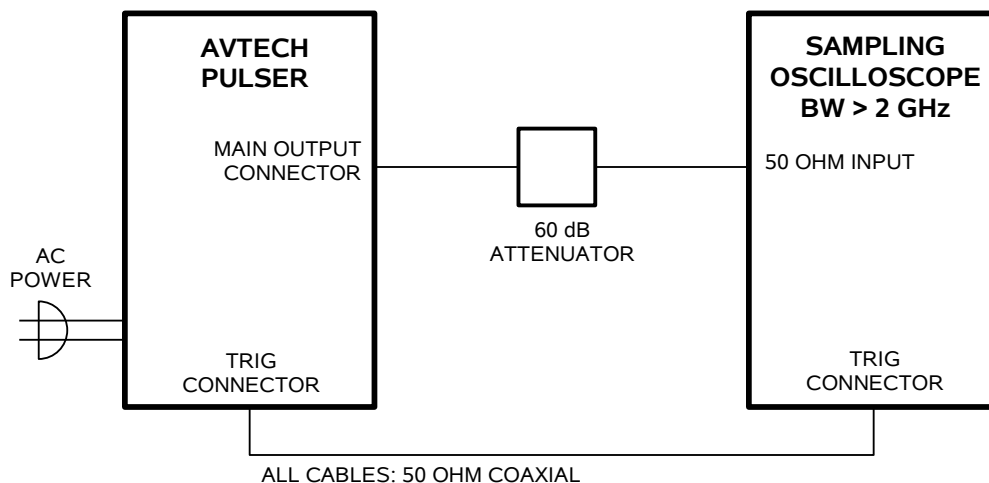 AVTECH
PULSER
MAIN OUTPUT
CONNECTOR
AC
POWER
TRIG
CONNECTOR
60 dB
ATTENUATOR
SAMPLING
OSCILLOSCOPE
BW > 2 GHz
50 OHM INPUT
TRIG
CONNECTOR
ALL CABLES: 50 OHM COAXIAL